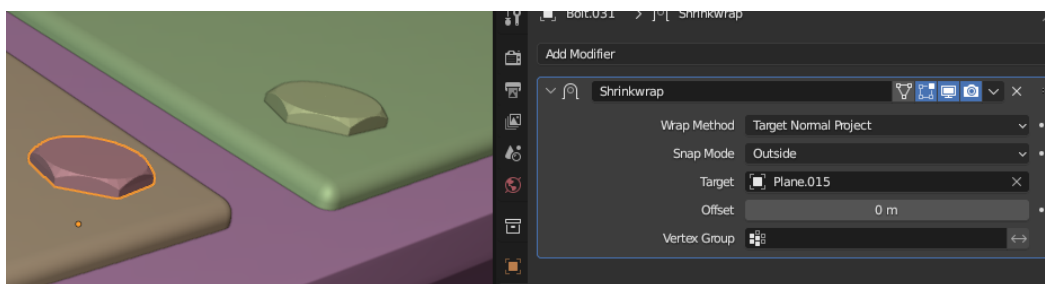 Bolt.031 > Shrinkwrap
Add Modifier
Shrinkwrap
Wrap Method Target Normal Project
Snap Mode Outside
Target Plane.015
Offset 0 m
Vertex Group